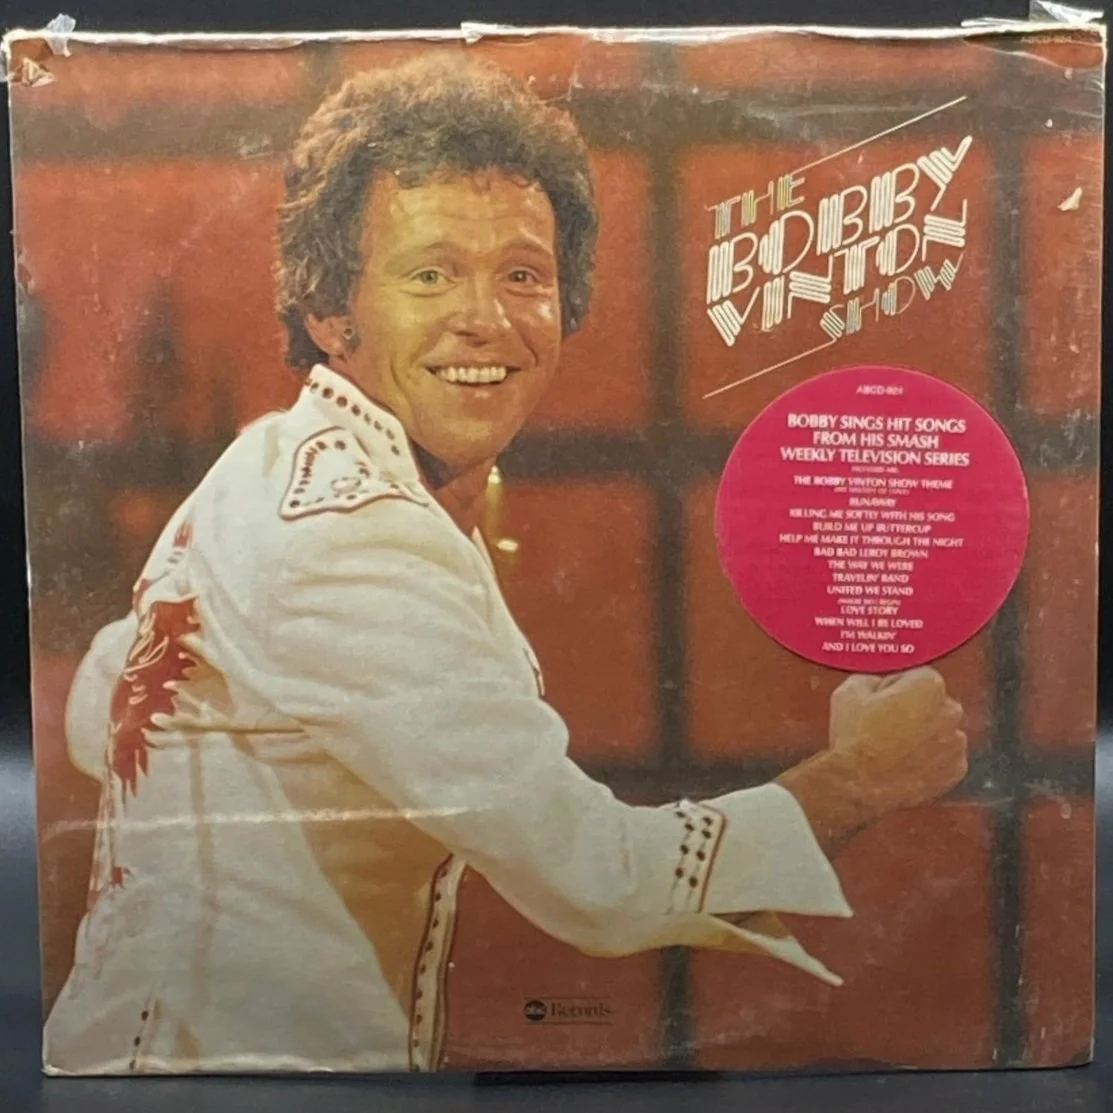 THE
BOBBY
VINTON
SHOW
ABCD-924
BOBBY SINGS HIT SONGS
FROM HIS SMASH
WEEKLY TELEVISION SERIES
THE BOBBY VINTON SHOW THEME
RUNAWAY
KILLING ME SOFTLY WITH HIS SONG
BUILD ME UP BUTTERCUP
HELP ME MAKE IT THROUGH THE NIGHT
BAD BAD LEROY BROWN
THE WAY WE WERE
TRAVELIN' BAND
UNITED WE STAND
LOVE STORY
WHEN WILL I BE LOVED
I'M WALKIN'
AND I LOVE YOU SO
abc Records